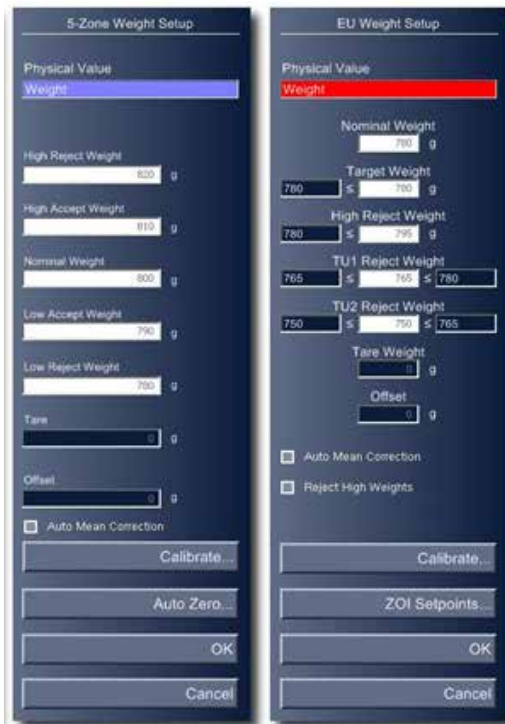 5-Zone Weight Setup
Physical Value
Weight
High Reject Weight
820 g
High Accept Weight
810 g
Nominal Weight
800 g
Low Accept Weight
790 g
Low Reject Weight
780 g
Tare
0 g
Offset
0 g
Auto Mean Correction
Calibrate...
Auto Zero...
OK
Cancel
EU Weight Setup
Physical Value
Weight
Nominal Weight
780 g
Target Weight
780 ≤ 780 g
High Reject Weight
780 ≤ 795 g
TU1 Reject Weight
765 ≤ 765 ≤ 780
TU2 Reject Weight
750 ≤ 750 ≤ 765
Tare Weight
0 g
Offset
0 g
Auto Mean Correction
Reject High Weights
Calibrate...
ZOI Setpoints...
OK
Cancel